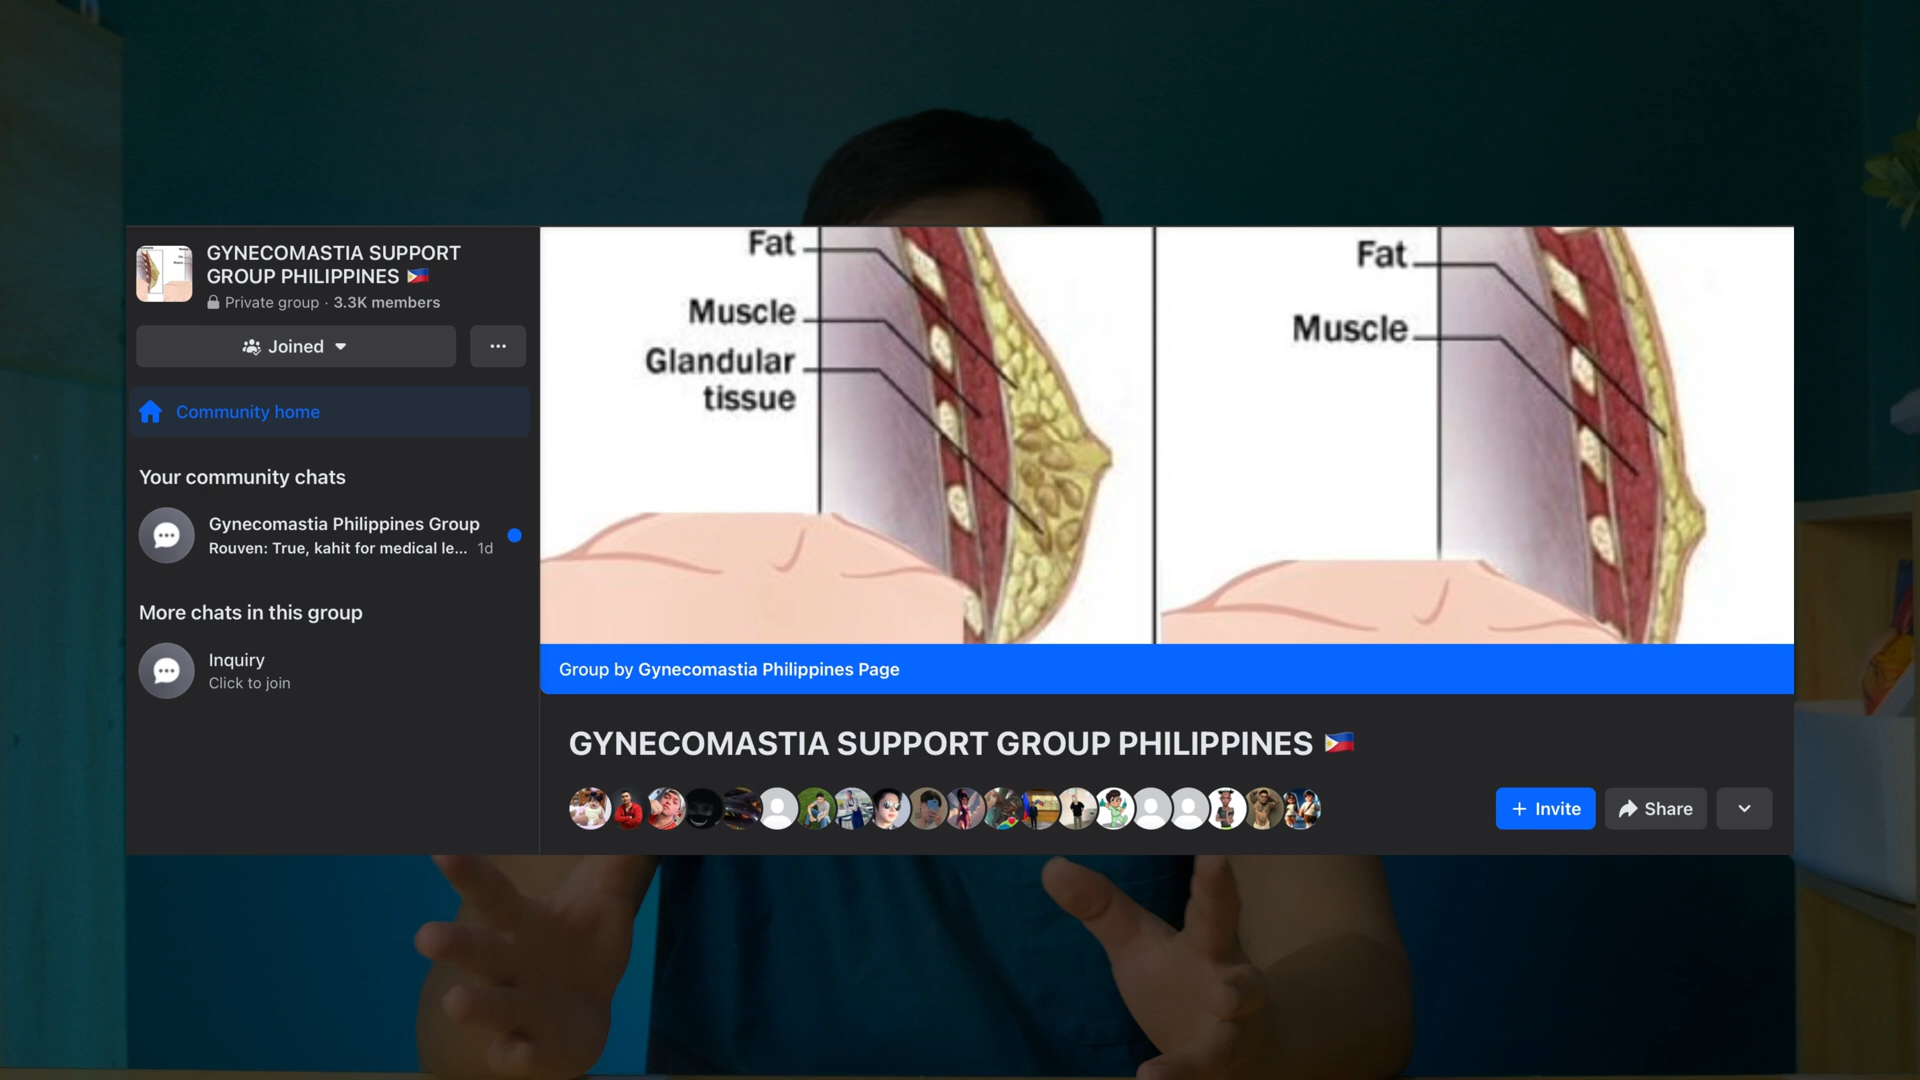 GYNECOMASTIA SUPPORT
GROUP PHILIPPINES 🇵🇭
Private group · 3.3K members
Joined
Community home
Your community chats
Gynecomastia Philippines Group
Rouven: True, kahit for medical le... 1d
More chats in this group
Inquiry
Click to join
Fat
Muscle
Glandular
tissue
Fat
Muscle
Group by Gynecomastia Philippines Page
GYNECOMASTIA SUPPORT GROUP PHILIPPINES 🇵🇭
+ Invite
Share